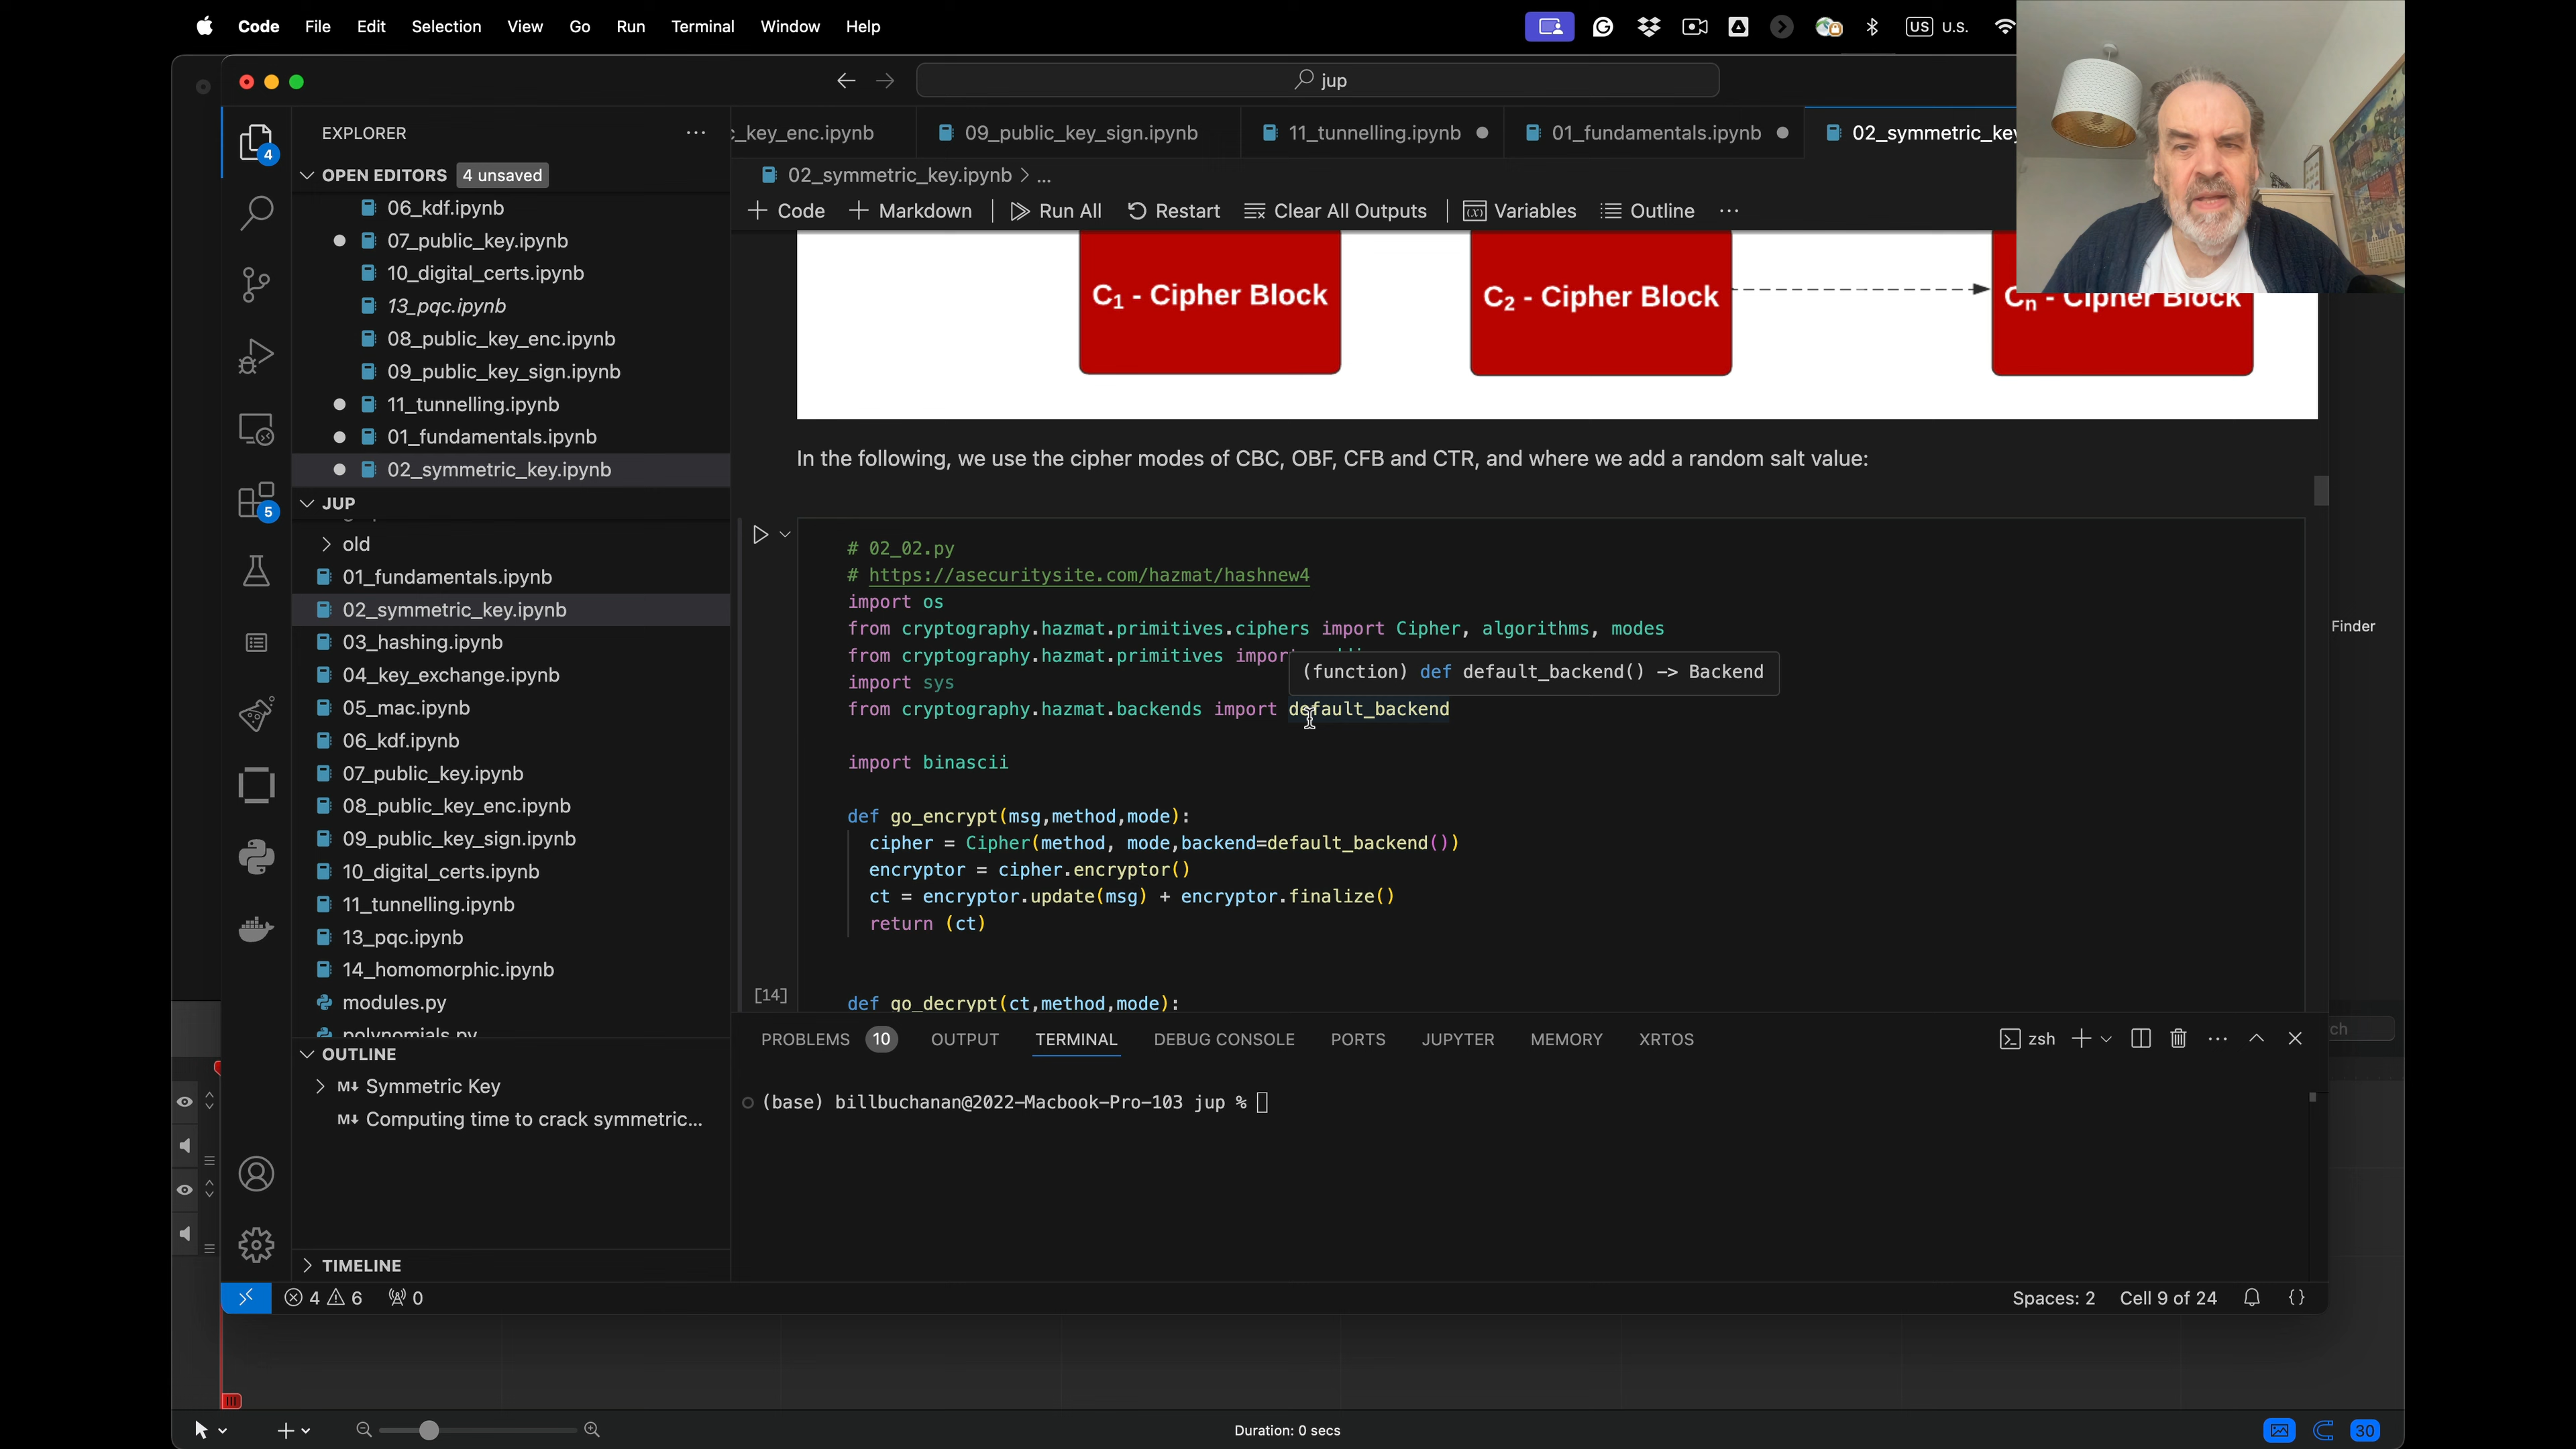 Code File Edit Selection View Go Run Terminal Window Help
US U.S.
jup
EXPLORER
OPEN EDITORS 4 unsaved
06_kdf.ipynb
07_public_key.ipynb
10_digital_certs.ipynb
13_pqc.ipynb
08_public_key_enc.ipynb
09_public_key_sign.ipynb
11_tunnelling.ipynb
01_fundamentals.ipynb
02_symmetric_key.ipynb
JUP
old
01_fundamentals.ipynb
02_symmetric_key.ipynb
03_hashing.ipynb
04_key_exchange.ipynb
05_mac.ipynb
06_kdf.ipynb
07_public_key.ipynb
08_public_key_enc.ipynb
09_public_key_sign.ipynb
10_digital_certs.ipynb
11_tunnelling.ipynb
13_pqc.ipynb
14_homomorphic.ipynb
modules.py
polynomials.py
OUTLINE
M↓ Symmetric Key
M↓ Computing time to crack symmetric...
TIMELINE
4
5
c_key_enc.ipynb 09_public_key_sign.ipynb 11_tunnelling.ipynb 01_fundamentals.ipynb 02_symmetric_key
02_symmetric_key.ipynb > ...
+ Code + Markdown Run All Restart Clear All Outputs Variables Outline ...
C1 - Cipher Block C2 - Cipher Block Cn - Cipher Block
In the following, we use the cipher modes of CBC, OBF, CFB and CTR, and where we add a random salt value:
# 02_02.py
# https://asecuritysite.com/hazmat/hashnew4
import os
from cryptography.hazmat.primitives.ciphers import Cipher, algorithms, modes
from cryptography.hazmat.primitives import
(function) def default_backend() -> Backend
import sys
from cryptography.hazmat.backends import default_backend
import binascii
def go_encrypt(msg,method,mode):
cipher = Cipher(method, mode,backend=default_backend())
encryptor = cipher.encryptor()
ct = encryptor.update(msg) + encryptor.finalize()
return (ct)
[14]
def go_decrypt(ct,method,mode):
Finder
PROBLEMS 10 OUTPUT TERMINAL DEBUG CONSOLE PORTS JUPYTER MEMORY XRTOS
zsh
ch
(base) billbuchanan@2022-Macbook-Pro-103 jup %
4 6 0
Spaces: 2 Cell 9 of 24 {}
Duration: 0 secs
30